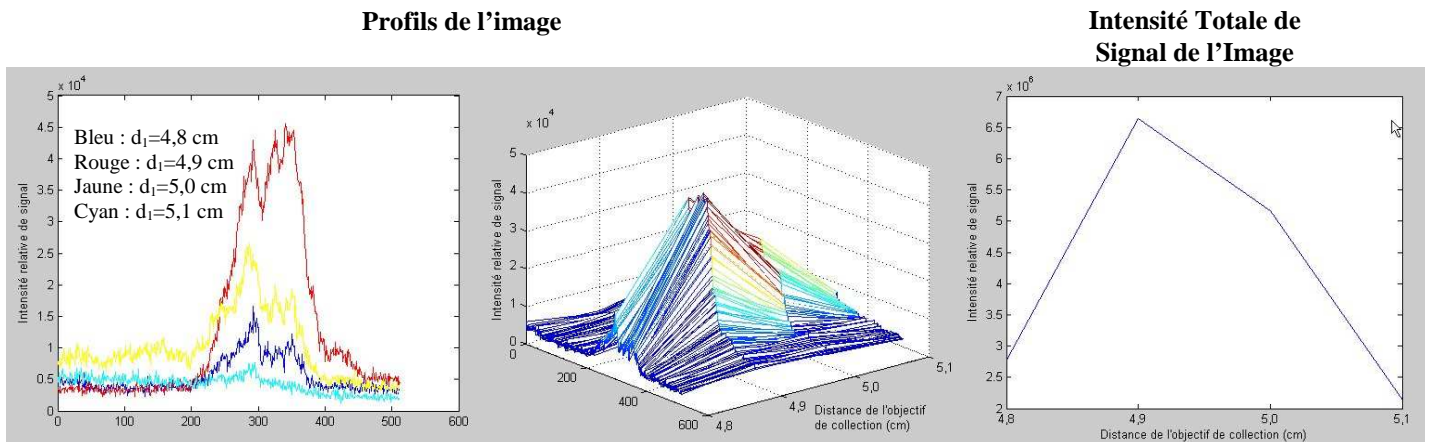 Profils de l’image
Intensité Totale de
Signal de l’Image
x 10⁴
5
4.5
4
3.5
3
2.5
2
1.5
1
0.5
0
0 100 200 300 400 500 600
Intensité relative de signal
Bleu : d₁=4,8 cm
Rouge : d₁=4,9 cm
Jaune : d₁=5,0 cm
Cyan : d₁=5,1 cm
x 10⁴
5
4
3
2
1
0
Intensité relative de signal
0
200
400
600
4,8
4,9
5,0
5,1
Distance de l'objectif
de collection (cm)
x 10⁶
7
6.5
6
5.5
5
4.5
4
3.5
3
2.5
2
4,8 4,9 5,0 5,1
Intensité relative de signal
Distance de l'objectif de collection (cm)